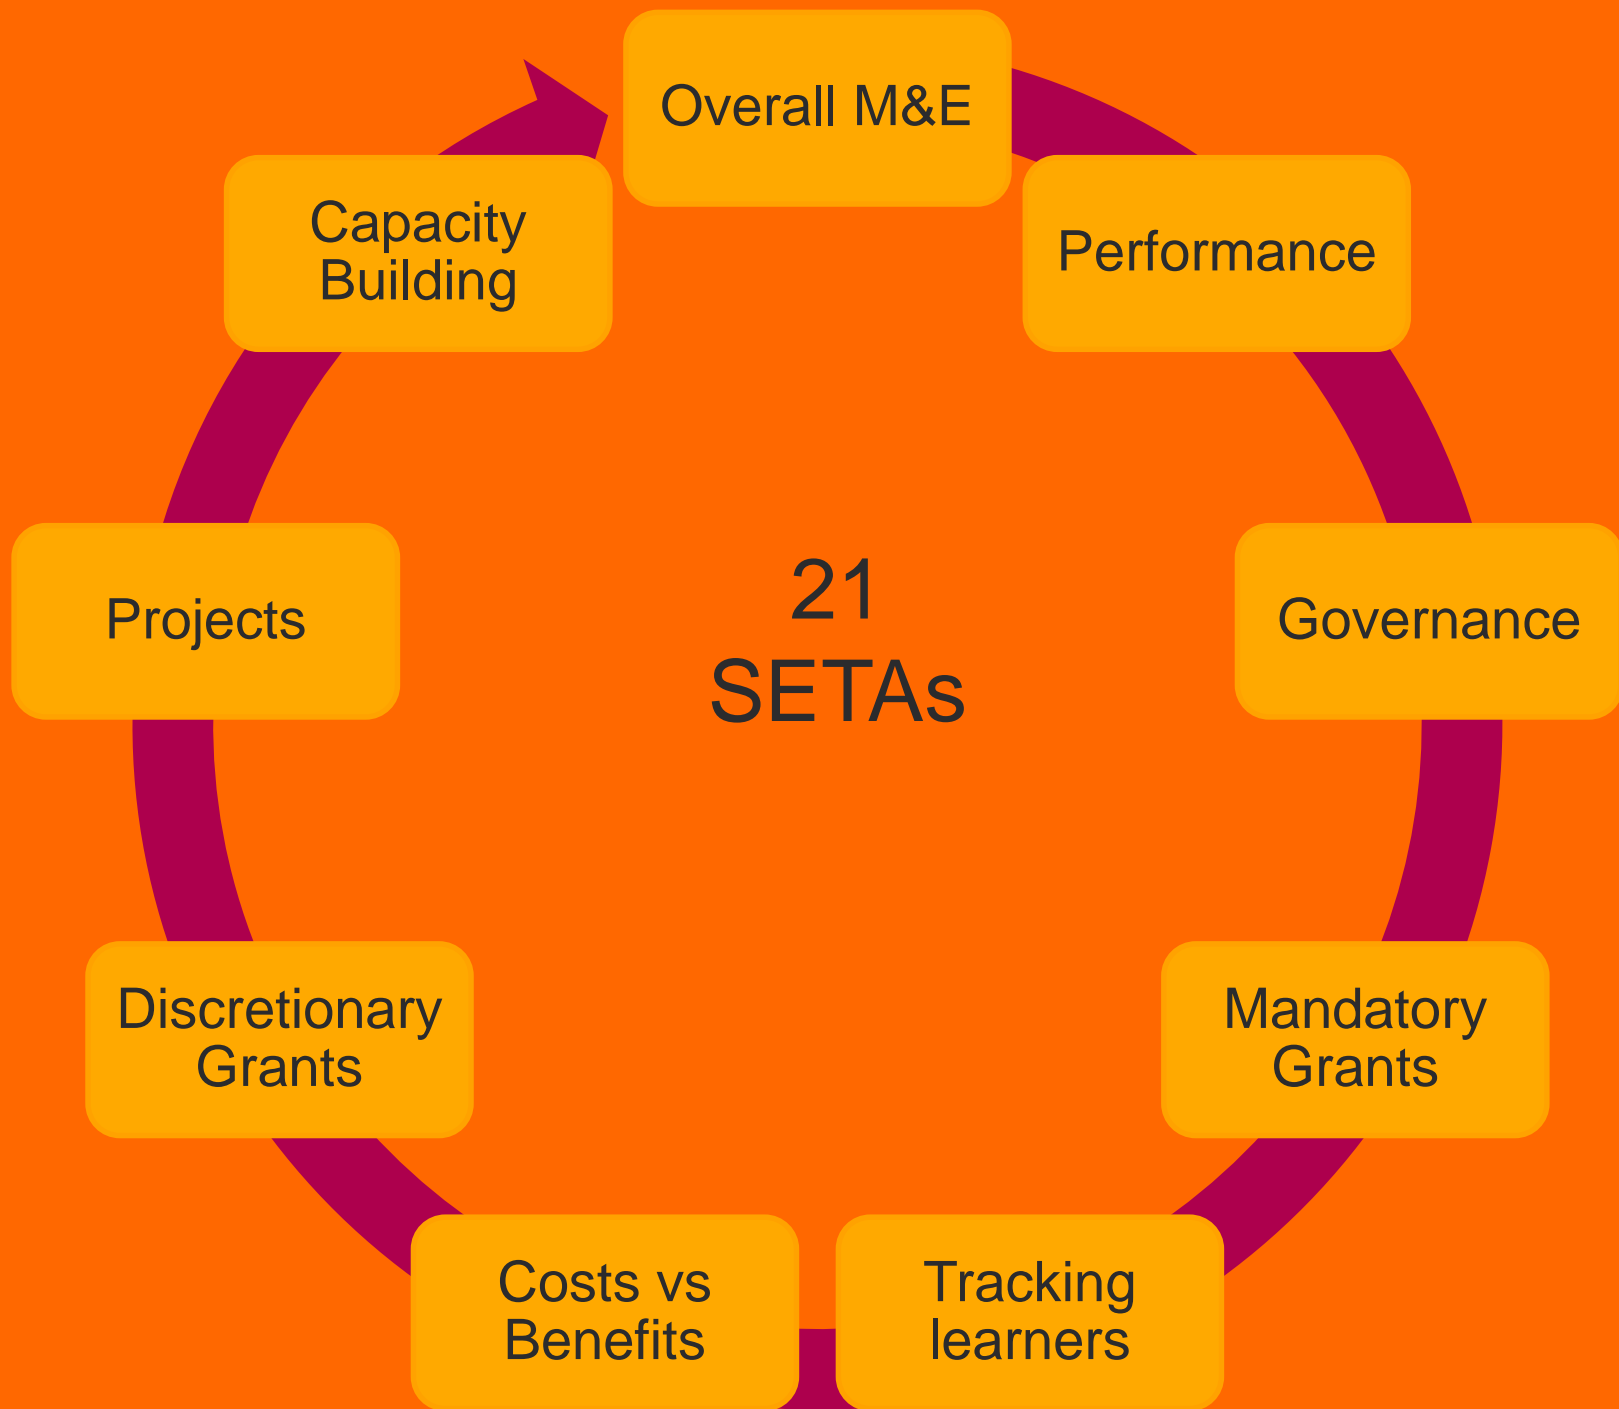 Overall M&E
Performance
Governance
Mandatory
Grants
Tracking
learners
Costs vs
Benefits
Discretionary
Grants
Projects
Capacity
Building
21
SETAs